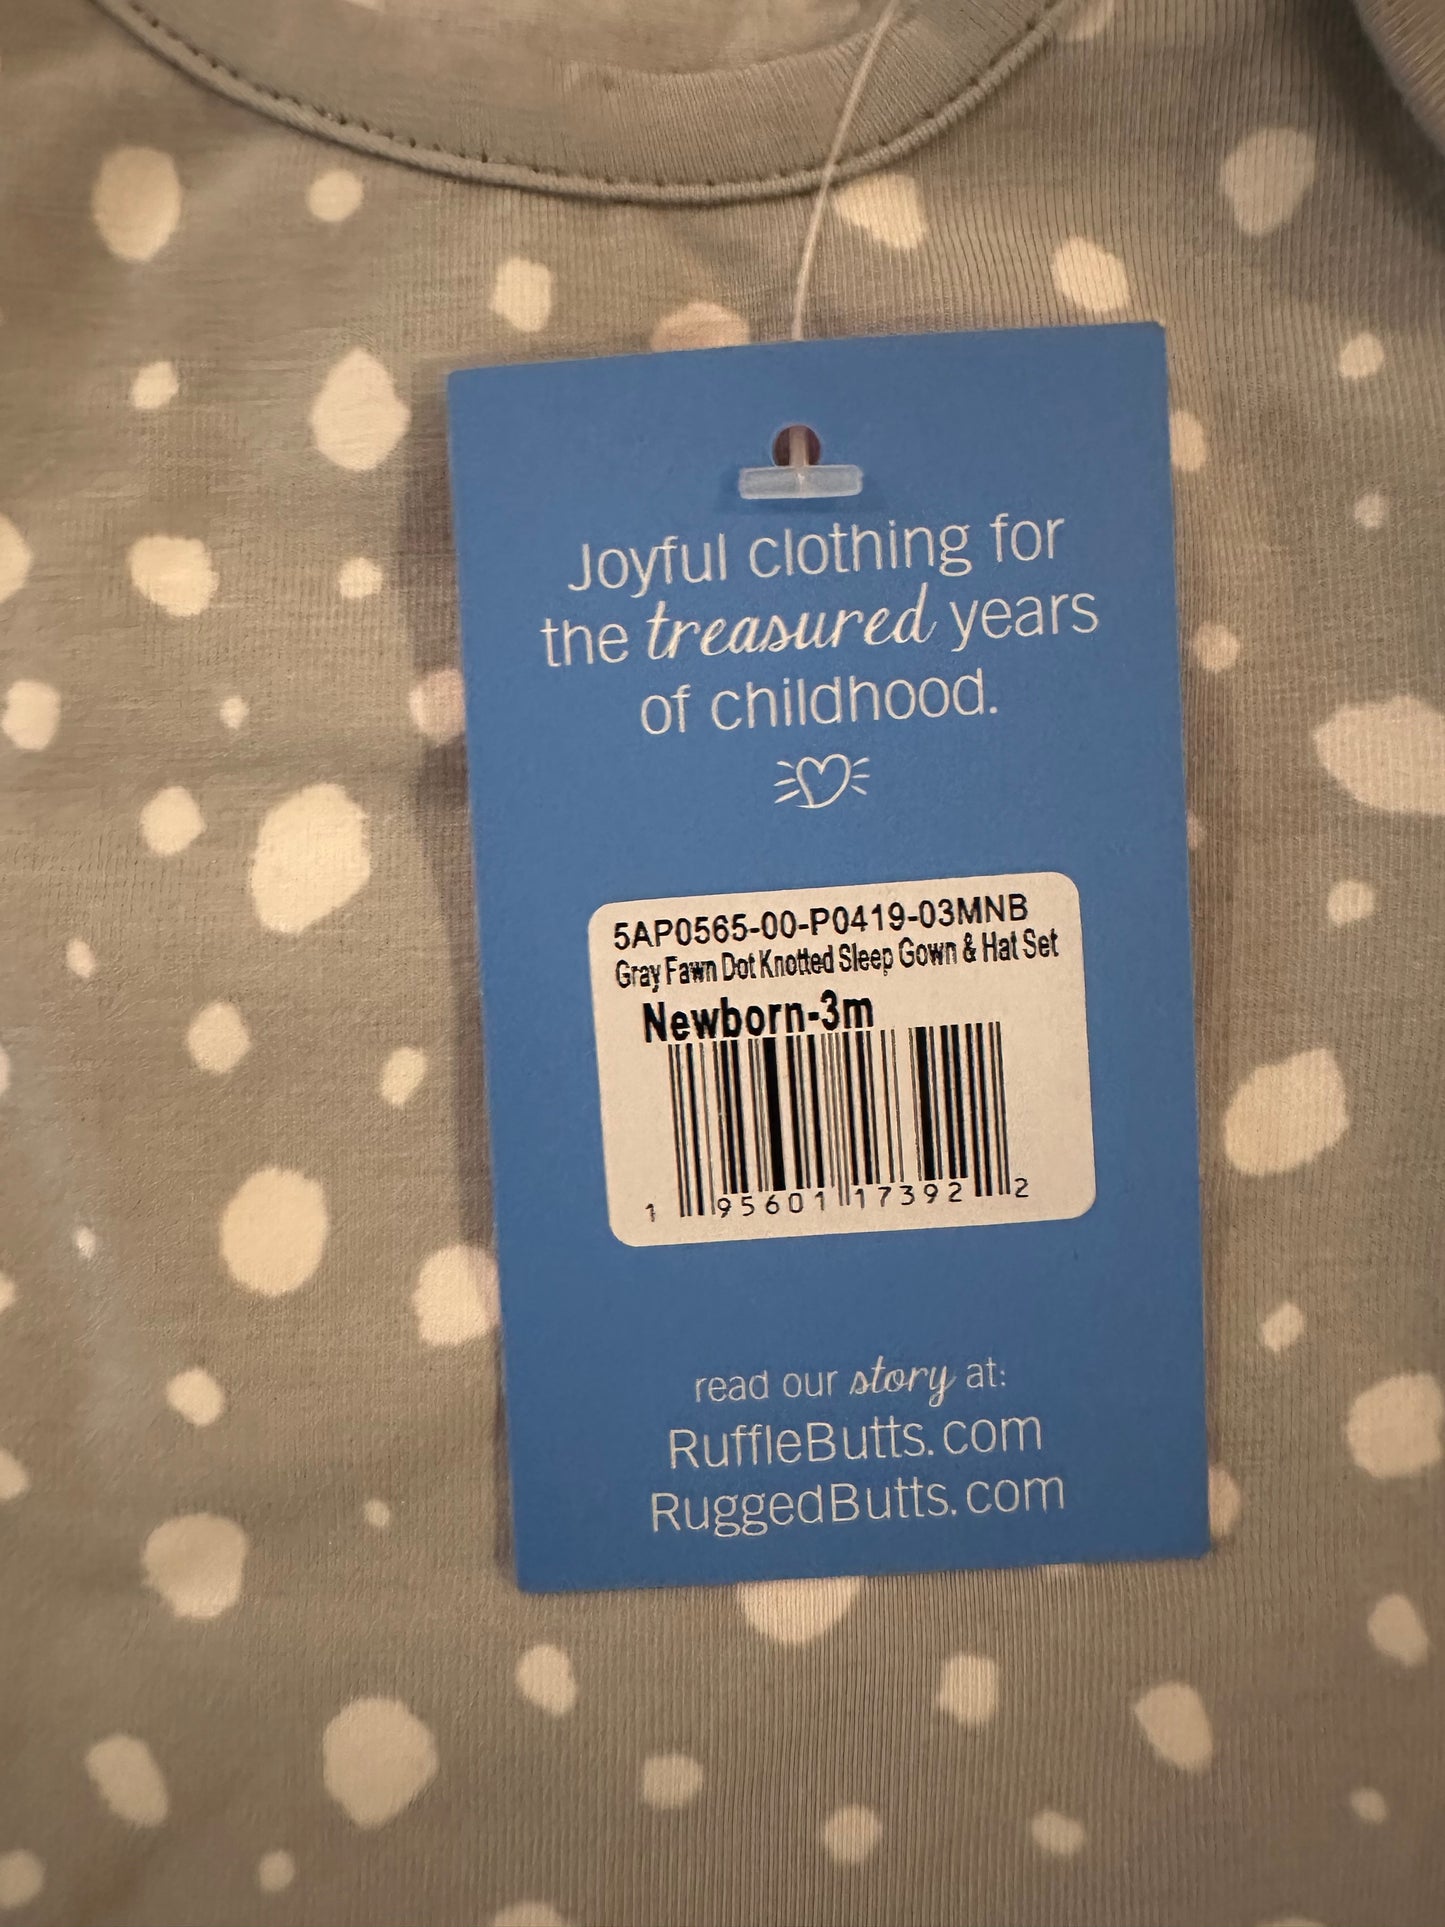 Joyful clothing for
the treasured years
of childhood.
5AP0565-00-P0419-03MNB
Gray Fawn Dot Knotted Sleep Gown & Hat Set
Newborn-3m
1 95601 17392 2
read our story at:
RuffleButts.com
RuggedButts.com